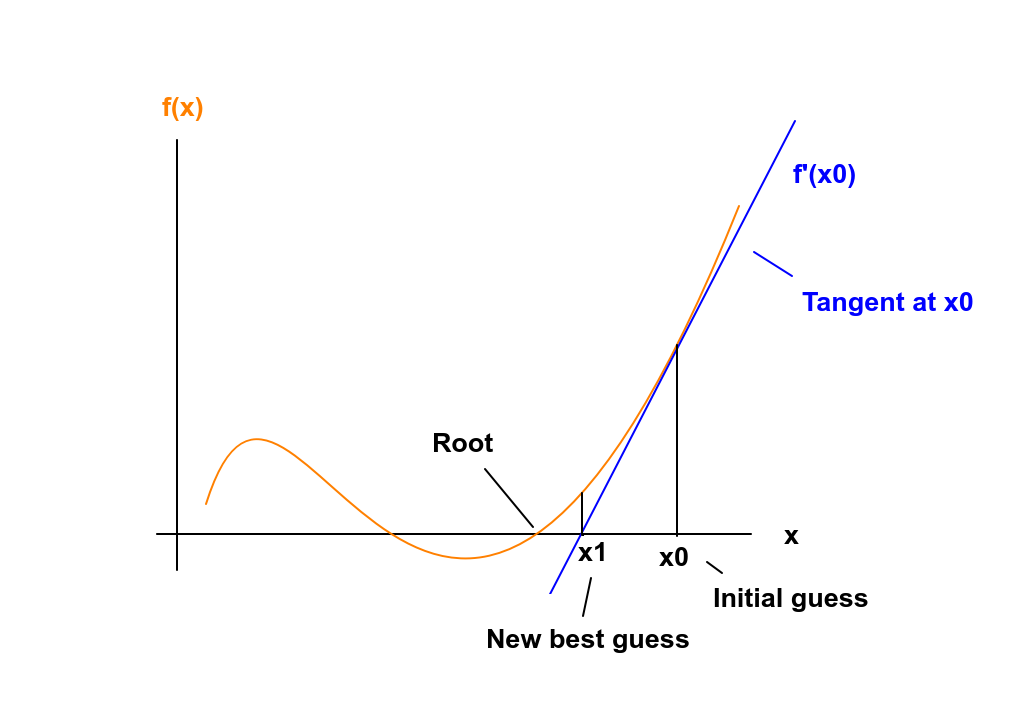 f(x)
f'(x0)
Tangent at x0
Root
x
x1
x0
Initial guess
New best guess